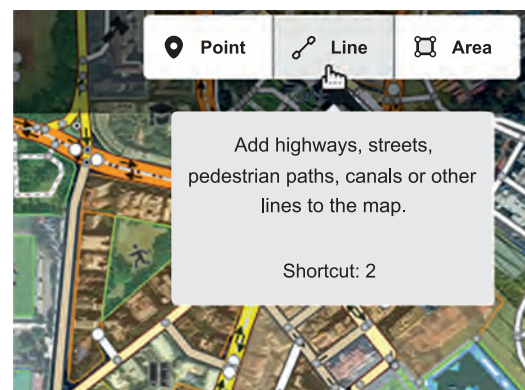 Point Line Area
Add highways, streets,
pedestrian paths, canals or other
lines to the map.
Shortcut: 2